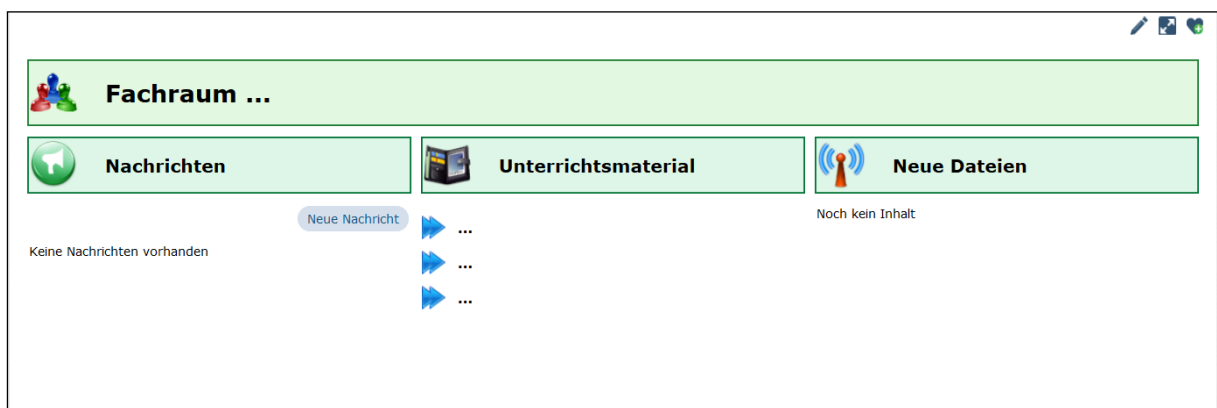 Fachraum ...
Nachrichten
Neue Nachricht
Keine Nachrichten vorhanden
Unterrichtsmaterial
...
...
...
Neue Dateien
Noch kein Inhalt